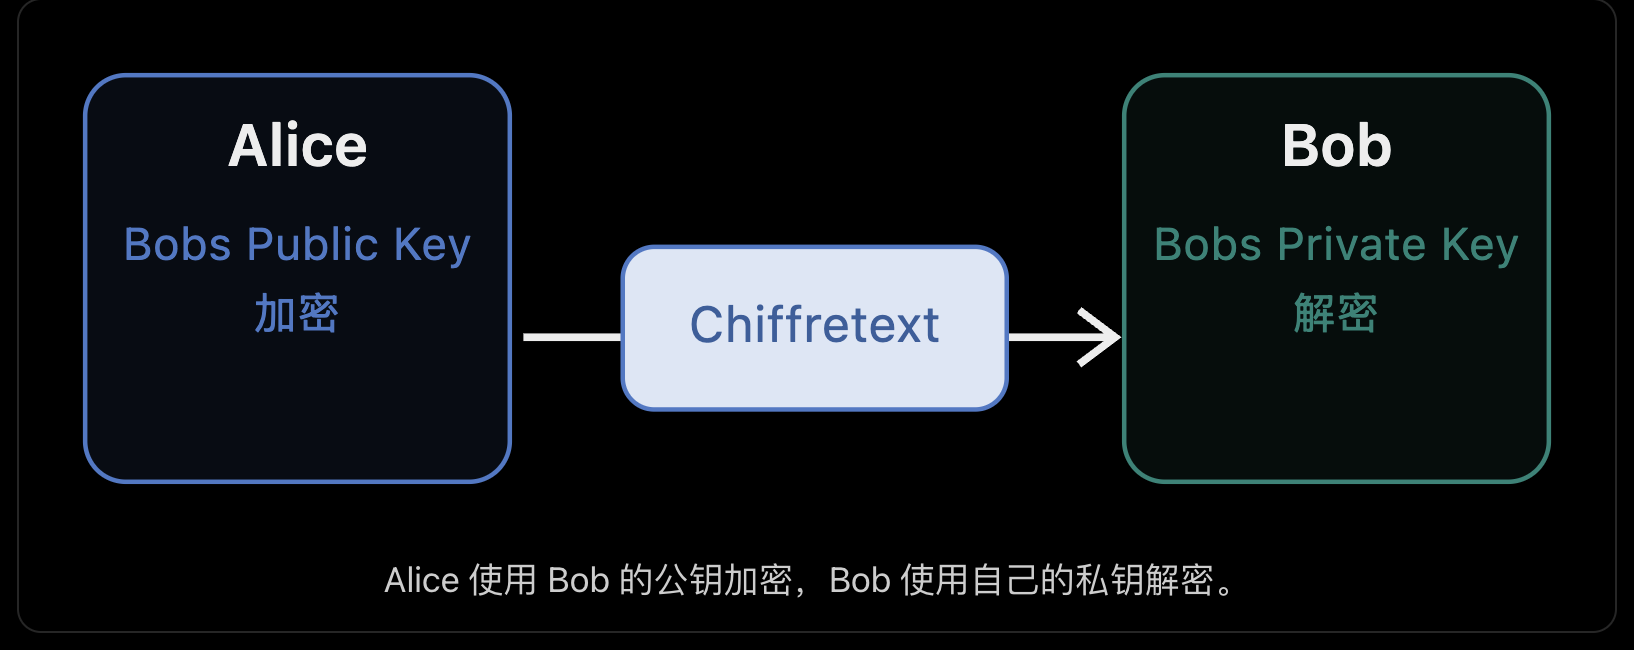 Alice
Bobs Public Key
加密
Chiffretext
Bob
Bobs Private Key
解密
Alice 使用 Bob 的公钥加密，Bob 使用自己的私钥解密。